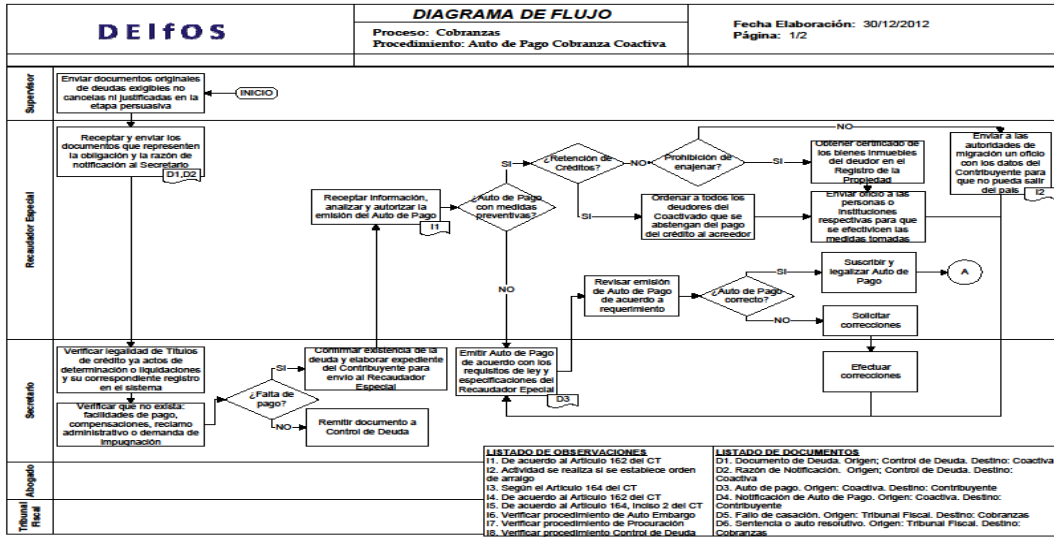 DEIfOS
DIAGRAMA DE FLUJO
Proceso: Cobranzas
Procedimiento: Auto de Pago Cobranza Coactiva
Fecha Elaboración: 30/12/2012
Página: 1/2
Supervisor
Enviar documentos originales
de deudas exigibles no
cancelas ni justificadas en la
etapa persuasiva
INICIO
Recaudador Especial
Receptar y enviar los
documentos que representen
la obligación y la razón de
notificación al Secretario
D1,D2
Receptar información,
analizar y autorizar la
emisión del Auto de Pago
I1
¿Auto de Pago
con medidas
preventivas?
SI
NO
¿Retención de
Créditos?
NO
SI
Prohibición de
enajenar?
NO
SI
Obtener certificado de
los bienes inmuebles
del deudor en el
Registro de la
Propiedad
Enviar a las
autoridades de
migración un oficio
con los datos del
Contribuyente para
que no pueda salir
del país
I2
Ordenar a todos los
deudores del
Coactivado que se
abstengan del pago
del crédito al acreedor
Enviar oficio a las
personas o
instituciones
respectivas para que
se efectivicen las
medidas tomadas
Revisar emisión
de Auto de Pago
de acuerdo a
requerimiento
¿Auto de Pago
correcto?
SI
NO
Suscribir y
legalizar Auto de
Pago
A
Solicitar
correcciones
Secretario
Verificar legalidad de Títulos
de crédito ya actos de
determinación o liquidaciones
y su correspondiente registro
en el sistema
Verificar que no exista:
facilidades de pago,
compensaciones, reclamo
administrativo o demanda de
impugnación
¿Falta de
pago?
SI
NO
Confirmar existencia de la
deuda y elaborar expediente
del Contribuyente para
envío al Recaudador
Especial
Remitir documento a
Control de Deuda
Emitir Auto de Pago
de acuerdo con los
requisitos de ley y
especificaciones del
Recaudador Epecial
D3
Efectuar
correcciones
Abogado
Tribunal
Fiscal
LISTADO DE OBSERVACIONES
I1. De acuerdo al Artículo 162 del CT
I2. Actividad se realiza si se establece orden
de arraigo
I3. Según el Artículo 164 del CT
I4. De acuerdo al Artículo 162 del CT
I5. De acuerdo al Artículo 164, Inciso 2 del CT
I6. Verificar procedimiento de Auto Embargo
I7. Verificar procedimiento de Procuración
I8. Verificar procedimiento Control de Deuda
LISTADO DE DOCUMENTOS
D1. Documento de Deuda. Origen; Control de Deuda. Destino: Coactiva
D2. Razón de Notificación. Origen; Control de Deuda. Destino:
Coactiva
D3. Auto de pago. Origen: Coactiva. Destino: Contribuyente
D4. Notificación de Auto de Pago. Origen: Coactiva. Destino:
Contribuyente
D5. Fallo de casación. Origen: Tribunal Fiscal. Destino: Cobranzas
D6. Sentencia o auto resolutivo. Origen: Tribunal Fiscal. Destino:
Cobranzas